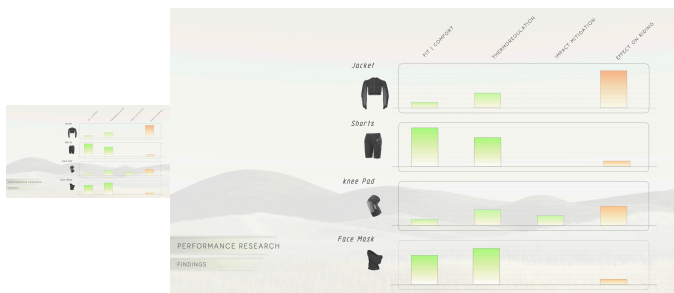 FIT | COMFORT
THERMOREGULATION
IMPACT MITIGATION
EFFECT ON RIDING
Jacket
Shorts
knee Pad
Face Mask
PERFORMANCE RESEARCH
FINDINGS